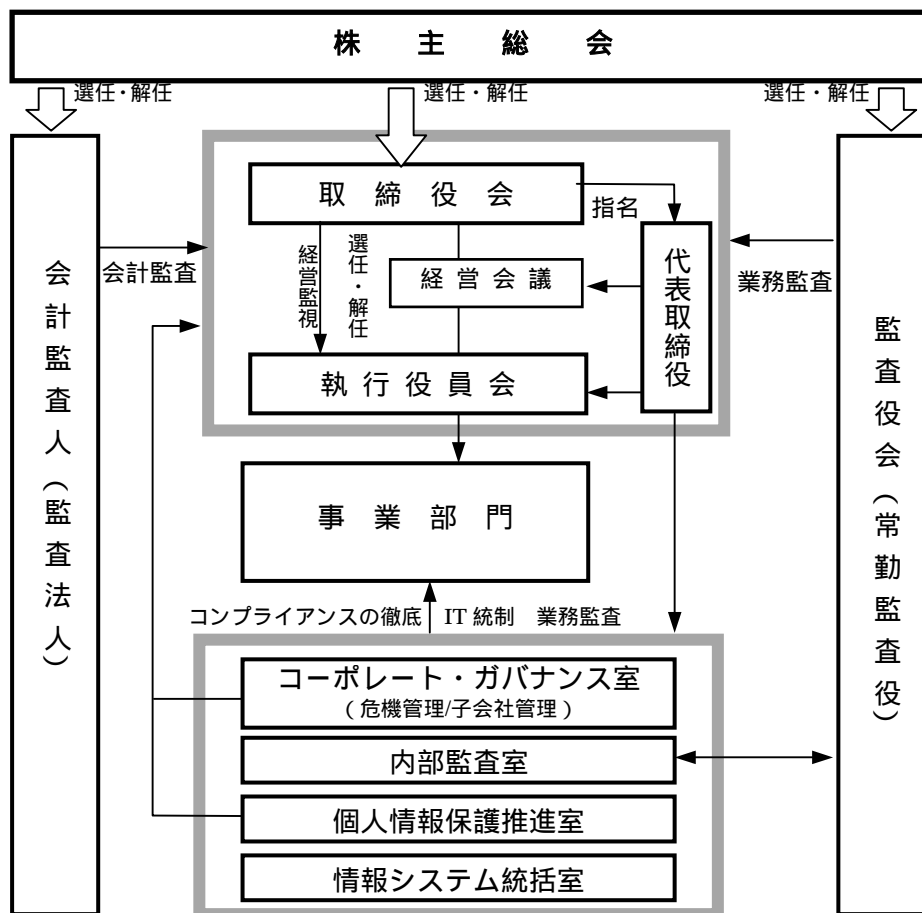 株主総会
選任・解任
選任・解任
選任・解任
会計監査人(監査法人)
会計監査
取締役会
指名
代表取締役
経営監視
選任・解任
経営会議
執行役員会
業務監査
監査役会(常勤監査役)
事業部門
コンプライアンスの徹底 IT 統制 業務監査
コーポレート・ガバナンス室
(危機管理/子会社管理)
内部監査室
個人情報保護推進室
情報システム統括室